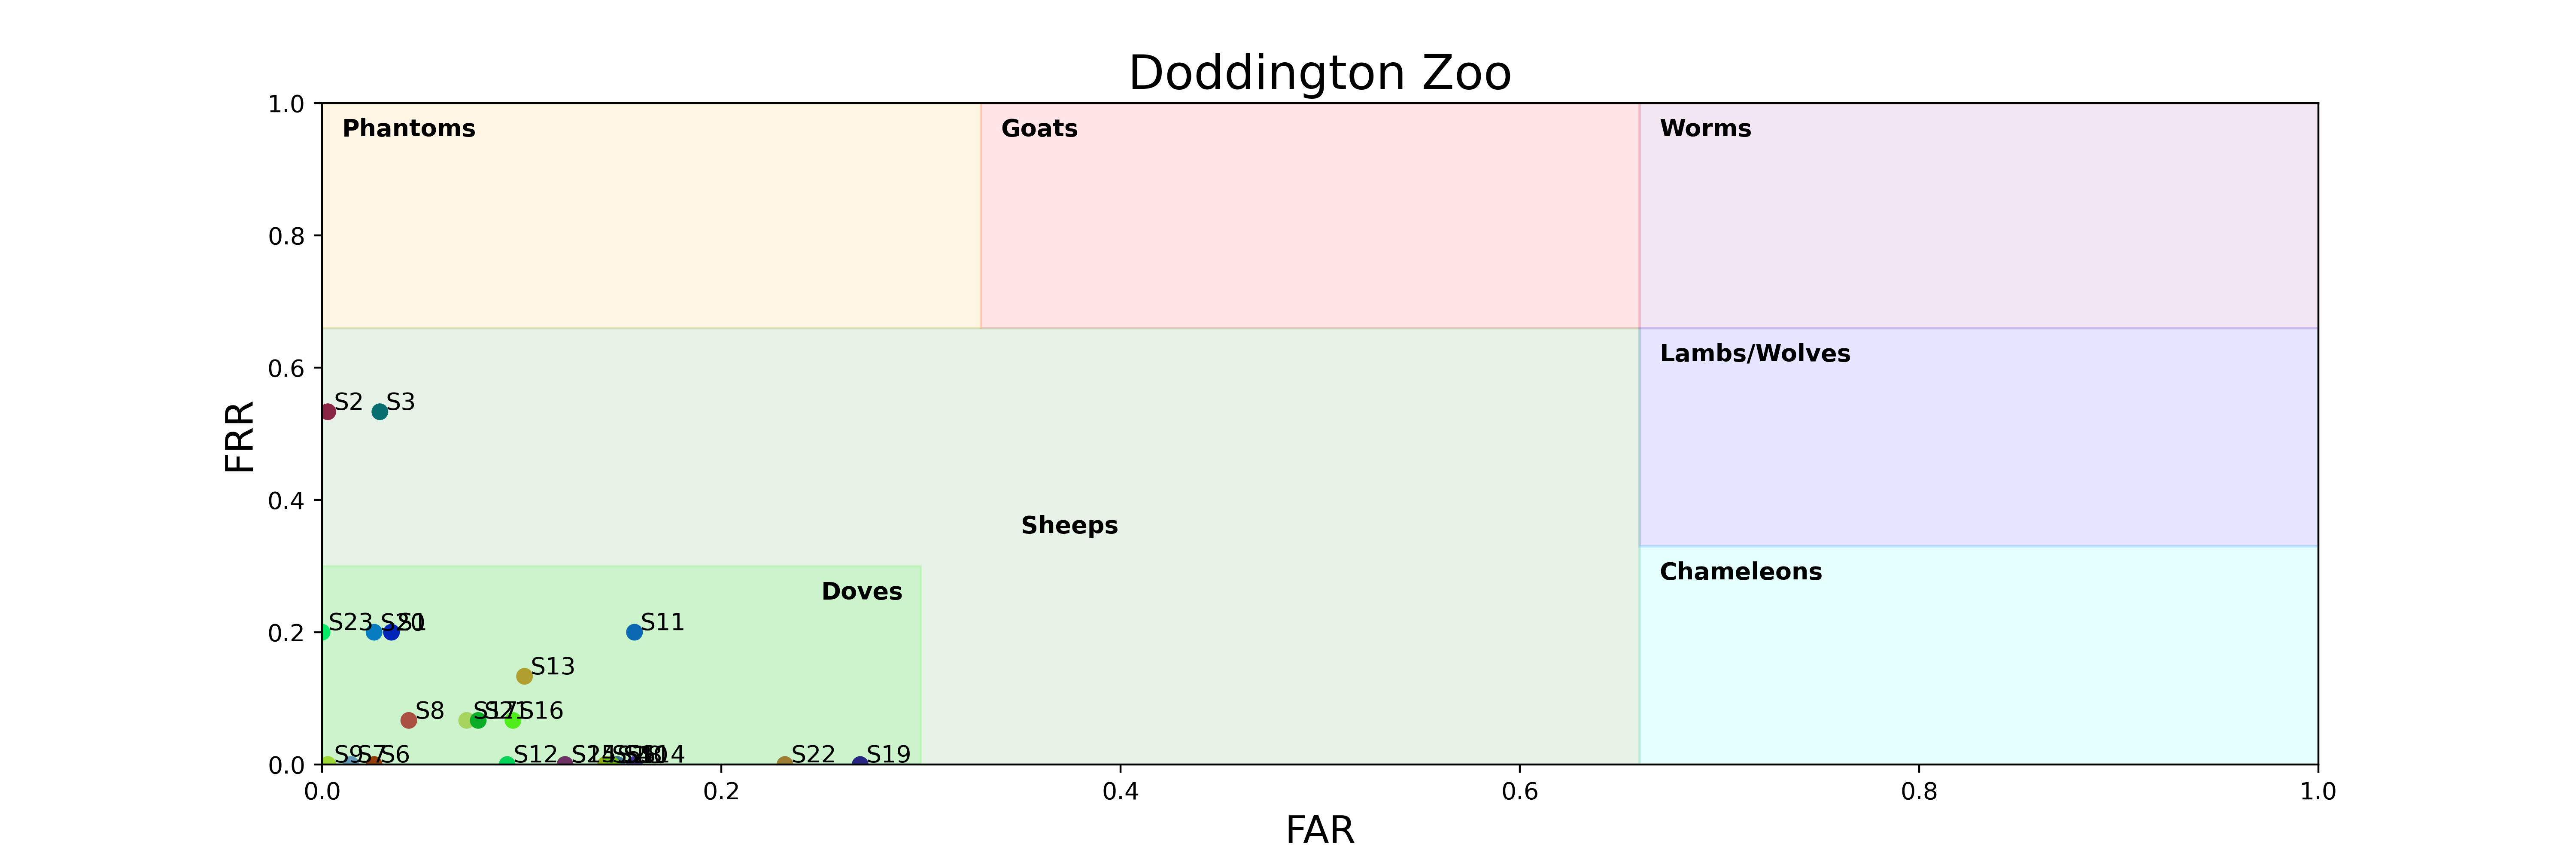 Doddington Zoo
1.0
Phantoms
Goats
Worms
0.8
Lambs/Wolves
0.6
S2
S3
FRR
0.4
Sheeps
Chameleons
Doves
0.2
S23
S20
S1
S11
S13
S8
S17
S21
S16
0.0
S9
S7
S6
S12
S14
S22
S19
0.0
0.2
0.4
0.6
0.8
1.0
FAR